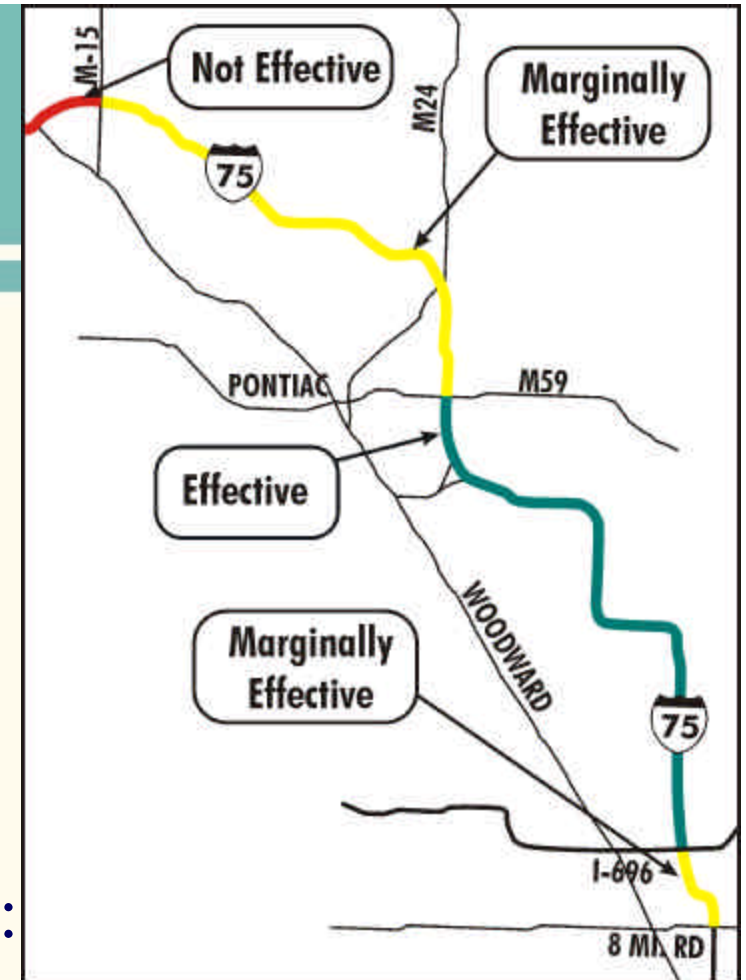 M-15
Not Effective
M24
Marginally
Effective
75
PONTIAC
M59
Effective
WOODWARD
Marginally
Effective
75
I-696
8 MI. RD
: